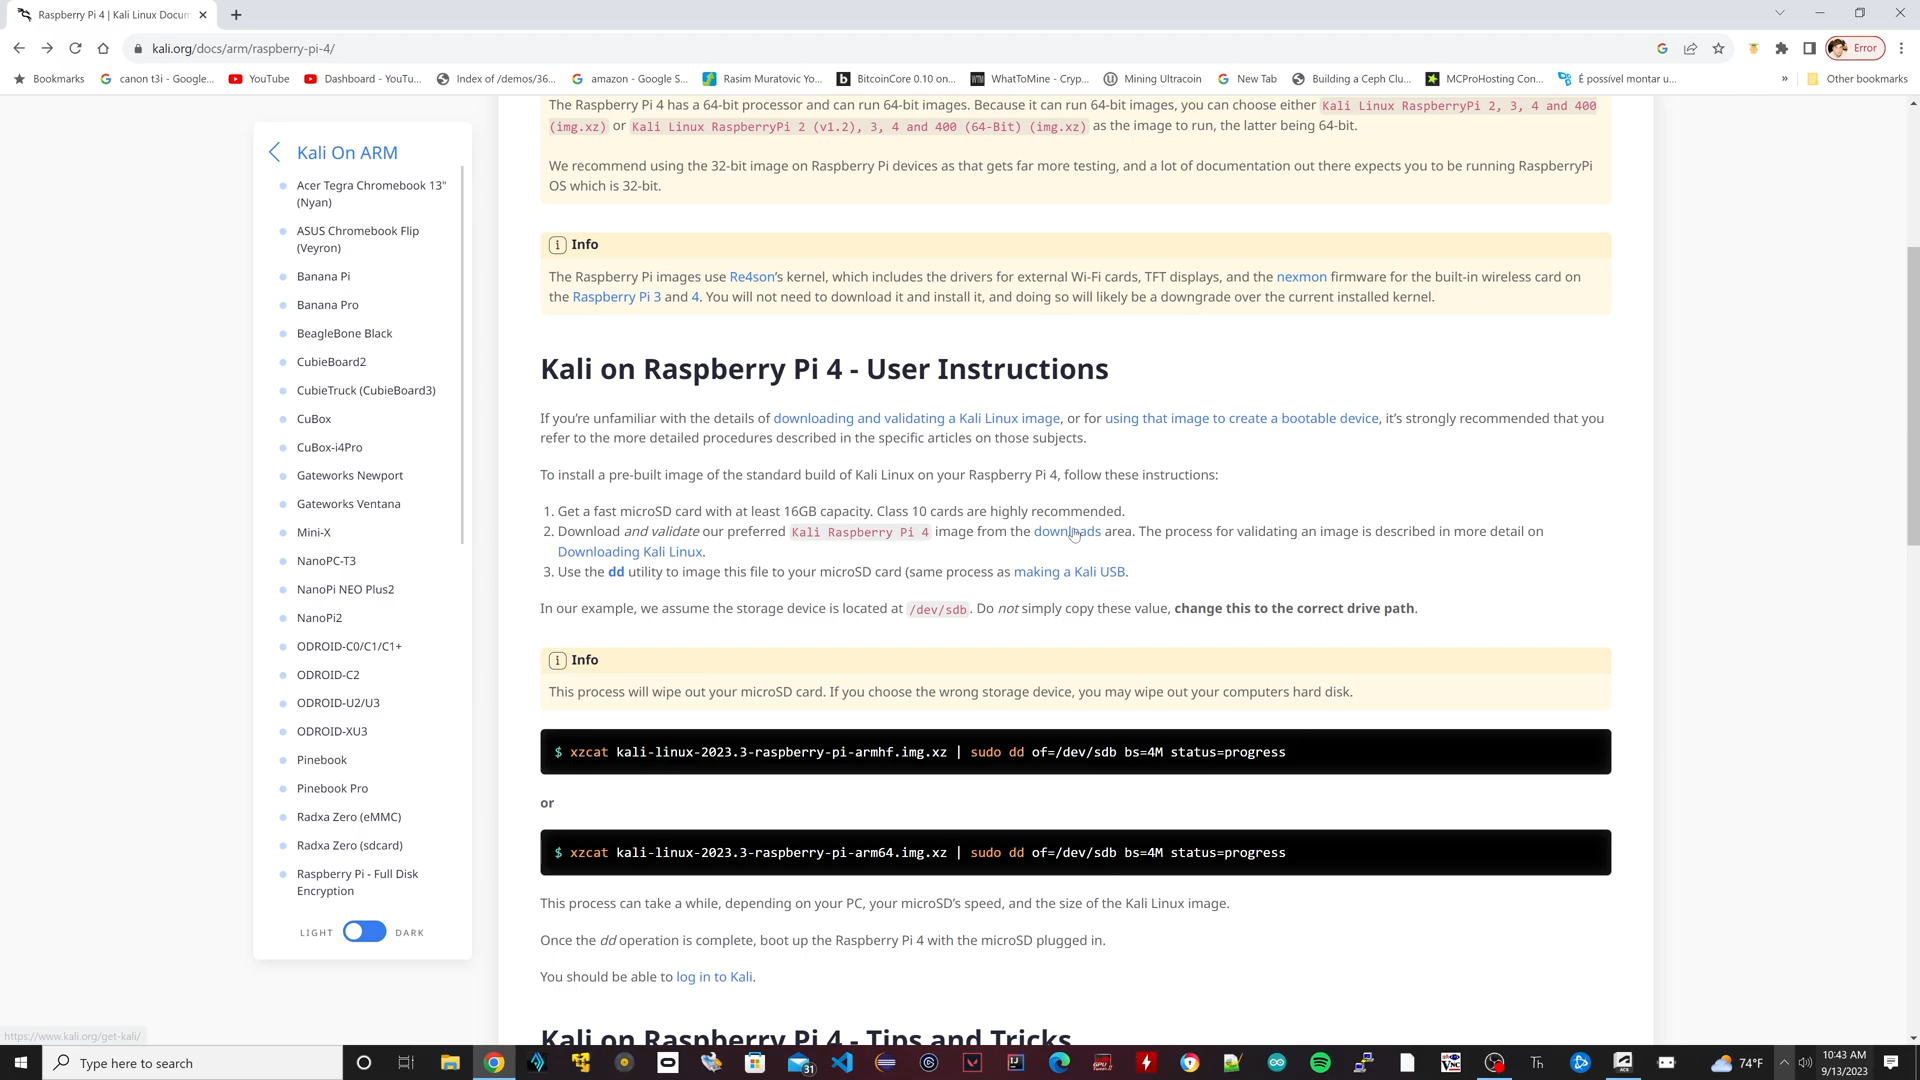 Raspberry Pi 4 | Kali Linux Docum
kali.org/docs/arm/raspberry-pi-4/
Error
Bookmarks
canon t3i - Google...
YouTube
Dashboard - YouTu...
Index of /demos/36...
amazon - Google S...
Rasim Muratovic Yo...
BitcoinCore 0.10 on...
WhatToMine - Cryp...
Mining Ultracoin
New Tab
Building a Ceph Clu...
MCProHosting Con...
É possível montar u...
»
Other bookmarks
Kali On ARM
Acer Tegra Chromebook 13"
(Nyan)
ASUS Chromebook Flip
(Veyron)
Banana Pi
Banana Pro
BeagleBone Black
CubieBoard2
CubieTruck (CubieBoard3)
CuBox
CuBox-i4Pro
Gateworks Newport
Gateworks Ventana
Mini-X
NanoPC-T3
NanoPi NEO Plus2
NanoPi2
ODROID-C0/C1/C1+
ODROID-C2
ODROID-U2/U3
ODROID-XU3
Pinebook
Pinebook Pro
Radxa Zero (eMMC)
Radxa Zero (sdcard)
Raspberry Pi - Full Disk
Encryption
LIGHT DARK
The Raspberry Pi 4 has a 64-bit processor and can run 64-bit images. Because it can run 64-bit images, you can choose either Kali Linux RaspberryPi 2, 3, 4 and 400
(img.xz) or Kali Linux RaspberryPi 2 (v1.2), 3, 4 and 400 (64-Bit) (img.xz) as the image to run, the latter being 64-bit.
We recommend using the 32-bit image on Raspberry Pi devices as that gets far more testing, and a lot of documentation out there expects you to be running RaspberryPi
OS which is 32-bit.
i Info
The Raspberry Pi images use Re4son's kernel, which includes the drivers for external Wi-Fi cards, TFT displays, and the nexmon firmware for the built-in wireless card on
the Raspberry Pi 3 and 4. You will not need to download it and install it, and doing so will likely be a downgrade over the current installed kernel.
Kali on Raspberry Pi 4 - User Instructions
If you're unfamiliar with the details of downloading and validating a Kali Linux image, or for using that image to create a bootable device, it's strongly recommended that you
refer to the more detailed procedures described in the specific articles on those subjects.
To install a pre-built image of the standard build of Kali Linux on your Raspberry Pi 4, follow these instructions:
1. Get a fast microSD card with at least 16GB capacity. Class 10 cards are highly recommended.
2. Download and validate our preferred Kali Raspberry Pi 4 image from the downloads area. The process for validating an image is described in more detail on
Downloading Kali Linux.
3. Use the dd utility to image this file to your microSD card (same process as making a Kali USB.
In our example, we assume the storage device is located at /dev/sdb. Do not simply copy these value, change this to the correct drive path.
i Info
This process will wipe out your microSD card. If you choose the wrong storage device, you may wipe out your computers hard disk.
$ xzcat kali-linux-2023.3-raspberry-pi-armhf.img.xz | sudo dd of=/dev/sdb bs=4M status=progress
or
$ xzcat kali-linux-2023.3-raspberry-pi-arm64.img.xz | sudo dd of=/dev/sdb bs=4M status=progress
This process can take a while, depending on your PC, your microSD's speed, and the size of the Kali Linux image.
Once the dd operation is complete, boot up the Raspberry Pi 4 with the microSD plugged in.
You should be able to log in to Kali.
Kali on Raspberry Pi 4 - Tips and Tricks
https://www.kali.org/get-kali/
Type here to search
31
74°F
10:43 AM
9/13/2023